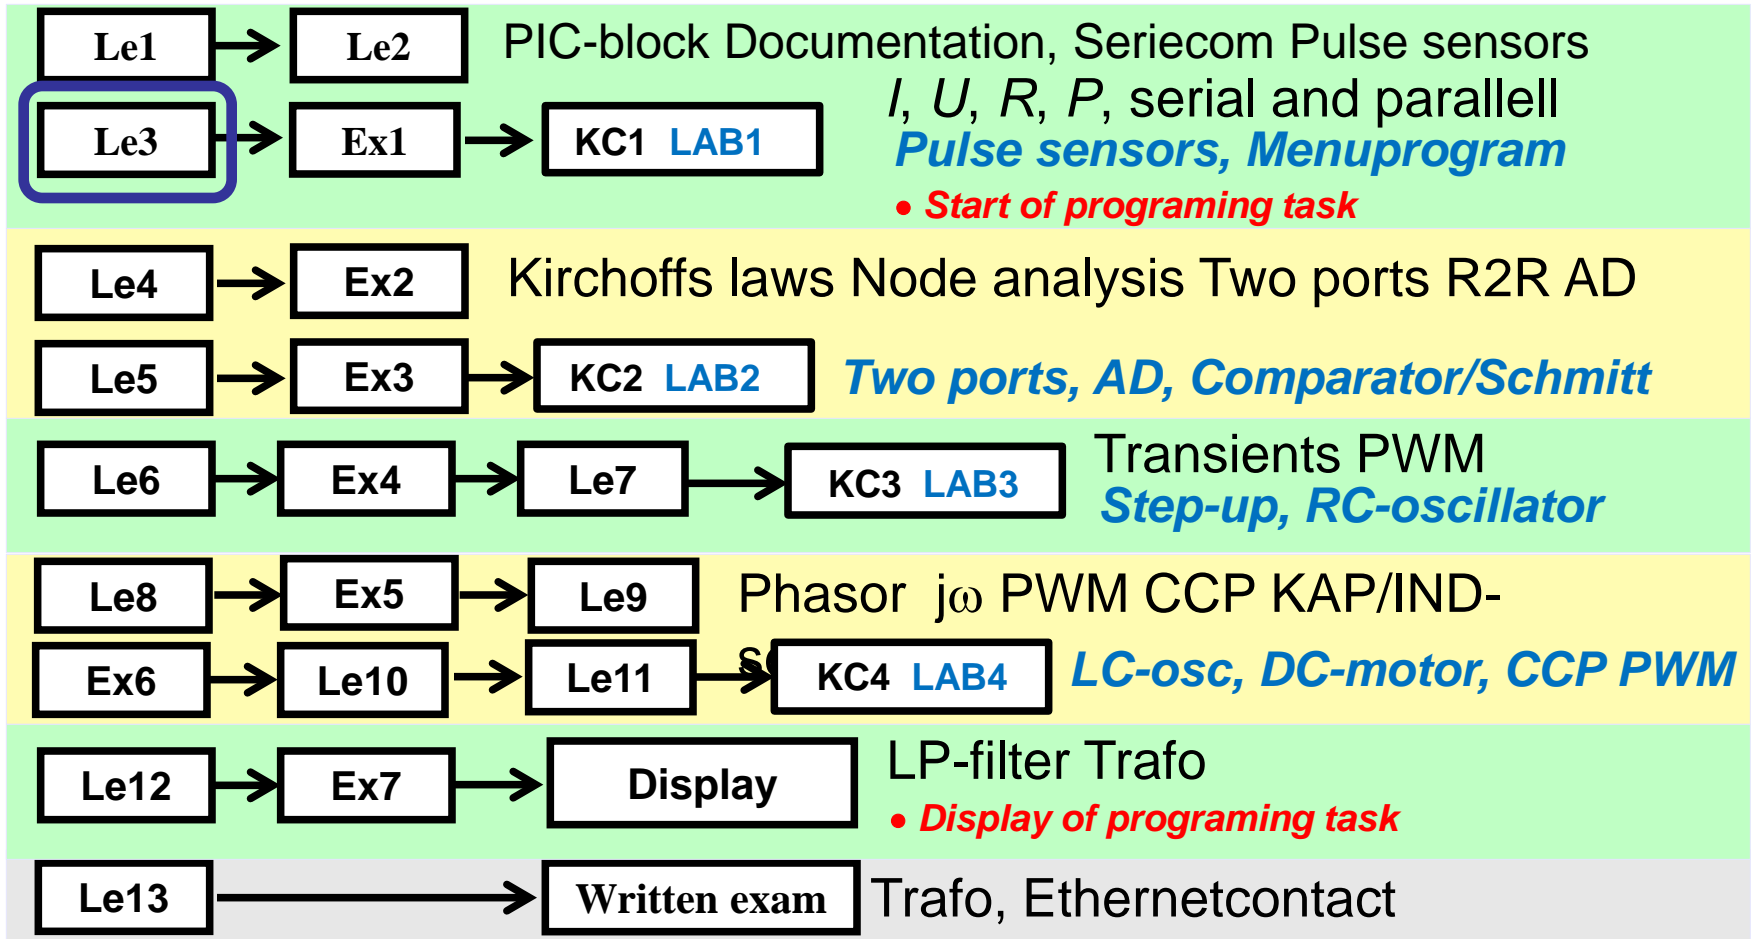 Le1 Le2 PIC-block Documentation, Seriecom Pulse sensors
I, U, R, P, serial and parallell
Le3 Ex1 KC1 LAB1 Pulse sensors, Menuprogram
• Start of programing task
Le4 Ex2 Kirchoffs laws Node analysis Two ports R2R AD
Le5 Ex3 KC2 LAB2 Two ports, AD, Comparator/Schmitt
Le6 Ex4 Le7 KC3 LAB3 Transients PWM
Step-up, RC-oscillator
Le8 Ex5 Le9 Phasor jω PWM CCP KAP/IND-
Ex6 Le10 Le11 KC4 LAB4 LC-osc, DC-motor, CCP PWM
Le12 Ex7 Display LP-filter Trafo
• Display of programing task
Le13 Written exam Trafo, Ethernetcontact